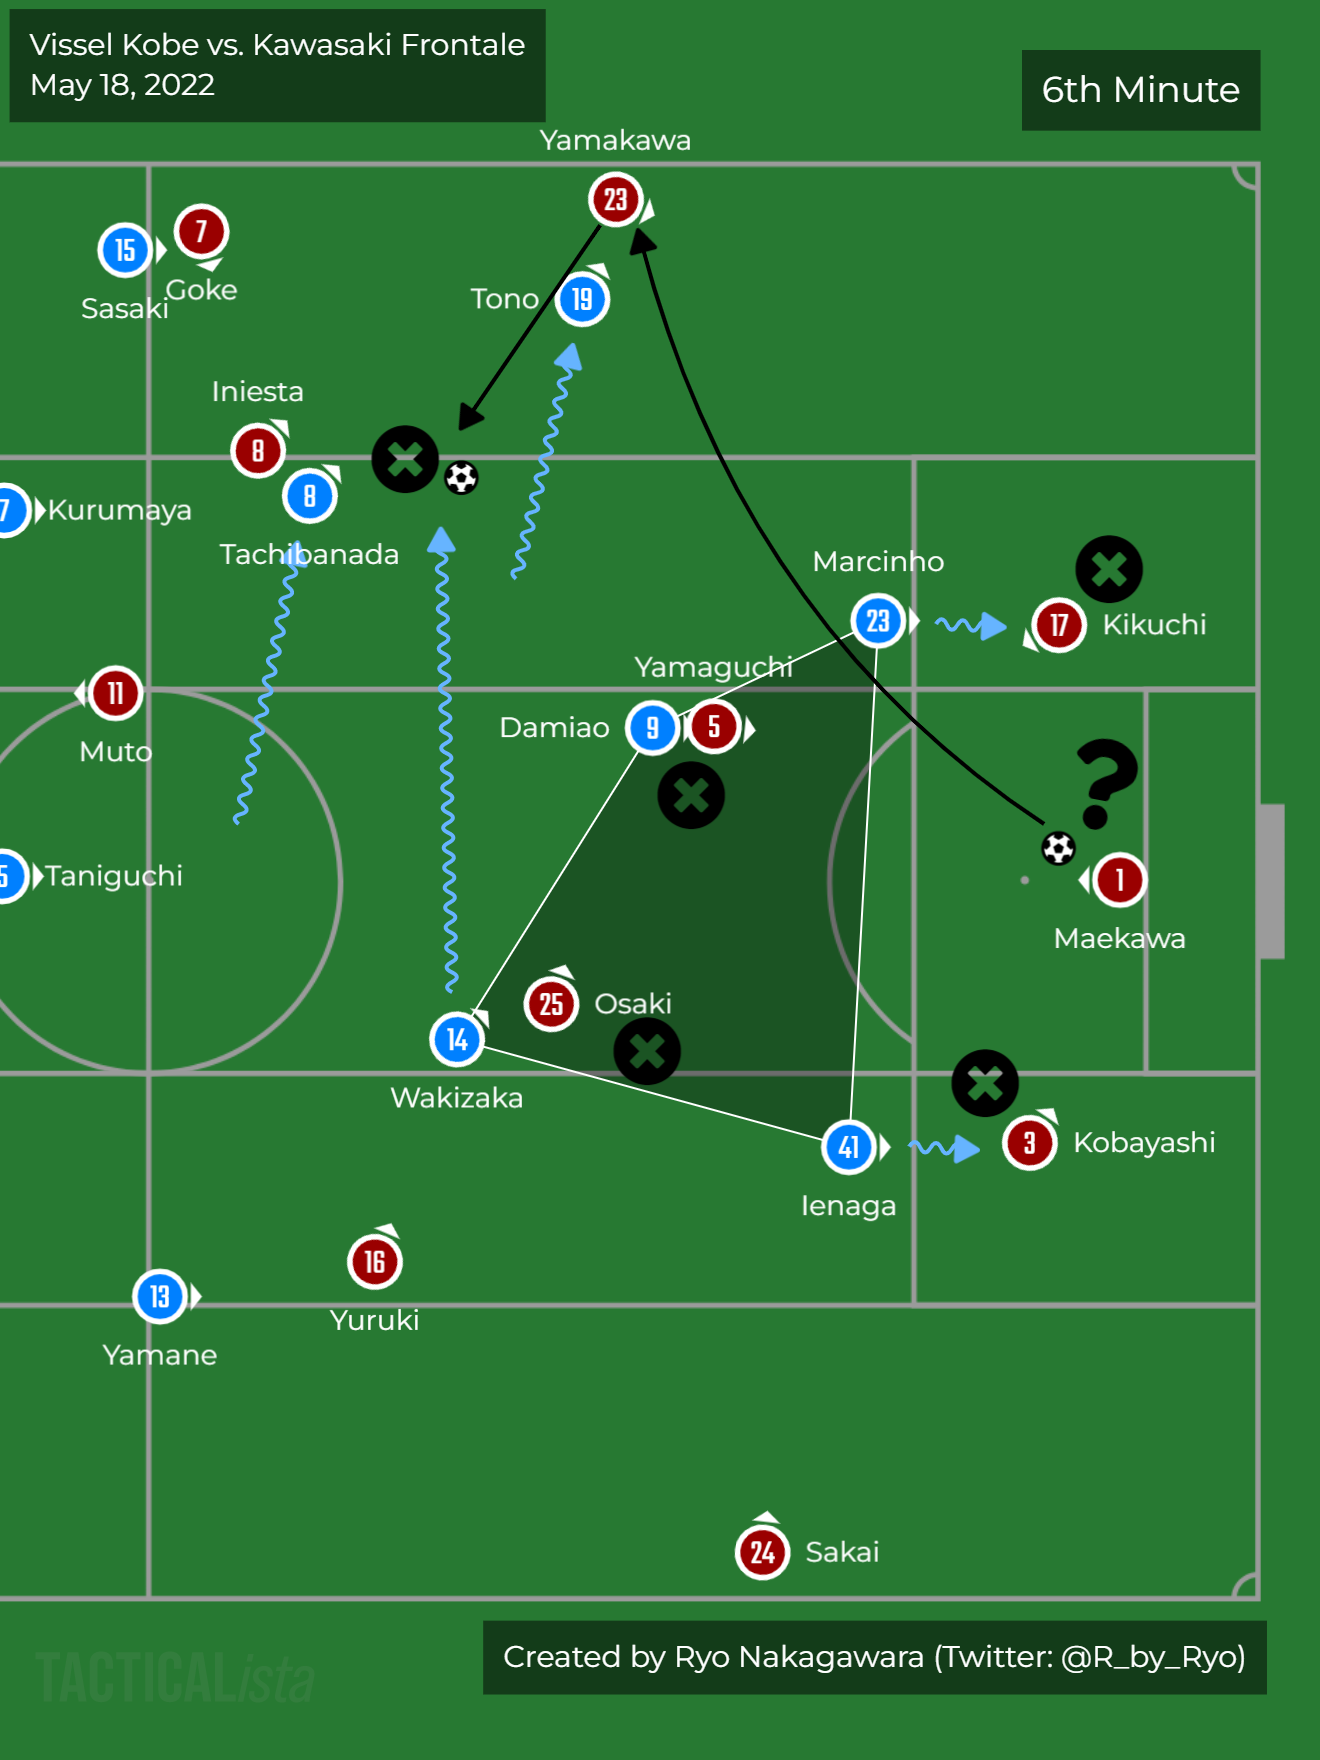 Vissel Kobe vs. Kawasaki Frontale
May 18, 2022
6th Minute
Yamakawa
23
7
15
Goke
Sasaki
Tono
19
Iniesta
8
8
7
Kurumaya
Tachibanada
Marcinho
23
17
Kikuchi
Yamaguchi
11
Damiao
9
5
Muto
?
5
Taniguchi
1
Maekawa
25
Osaki
14
Wakizaka
3
Kobayashi
41
Ienaga
16
13
Yuruki
Yamane
24
Sakai
Created by Ryo Nakagawara (Twitter: @R_by_Ryo)
TACTICALista